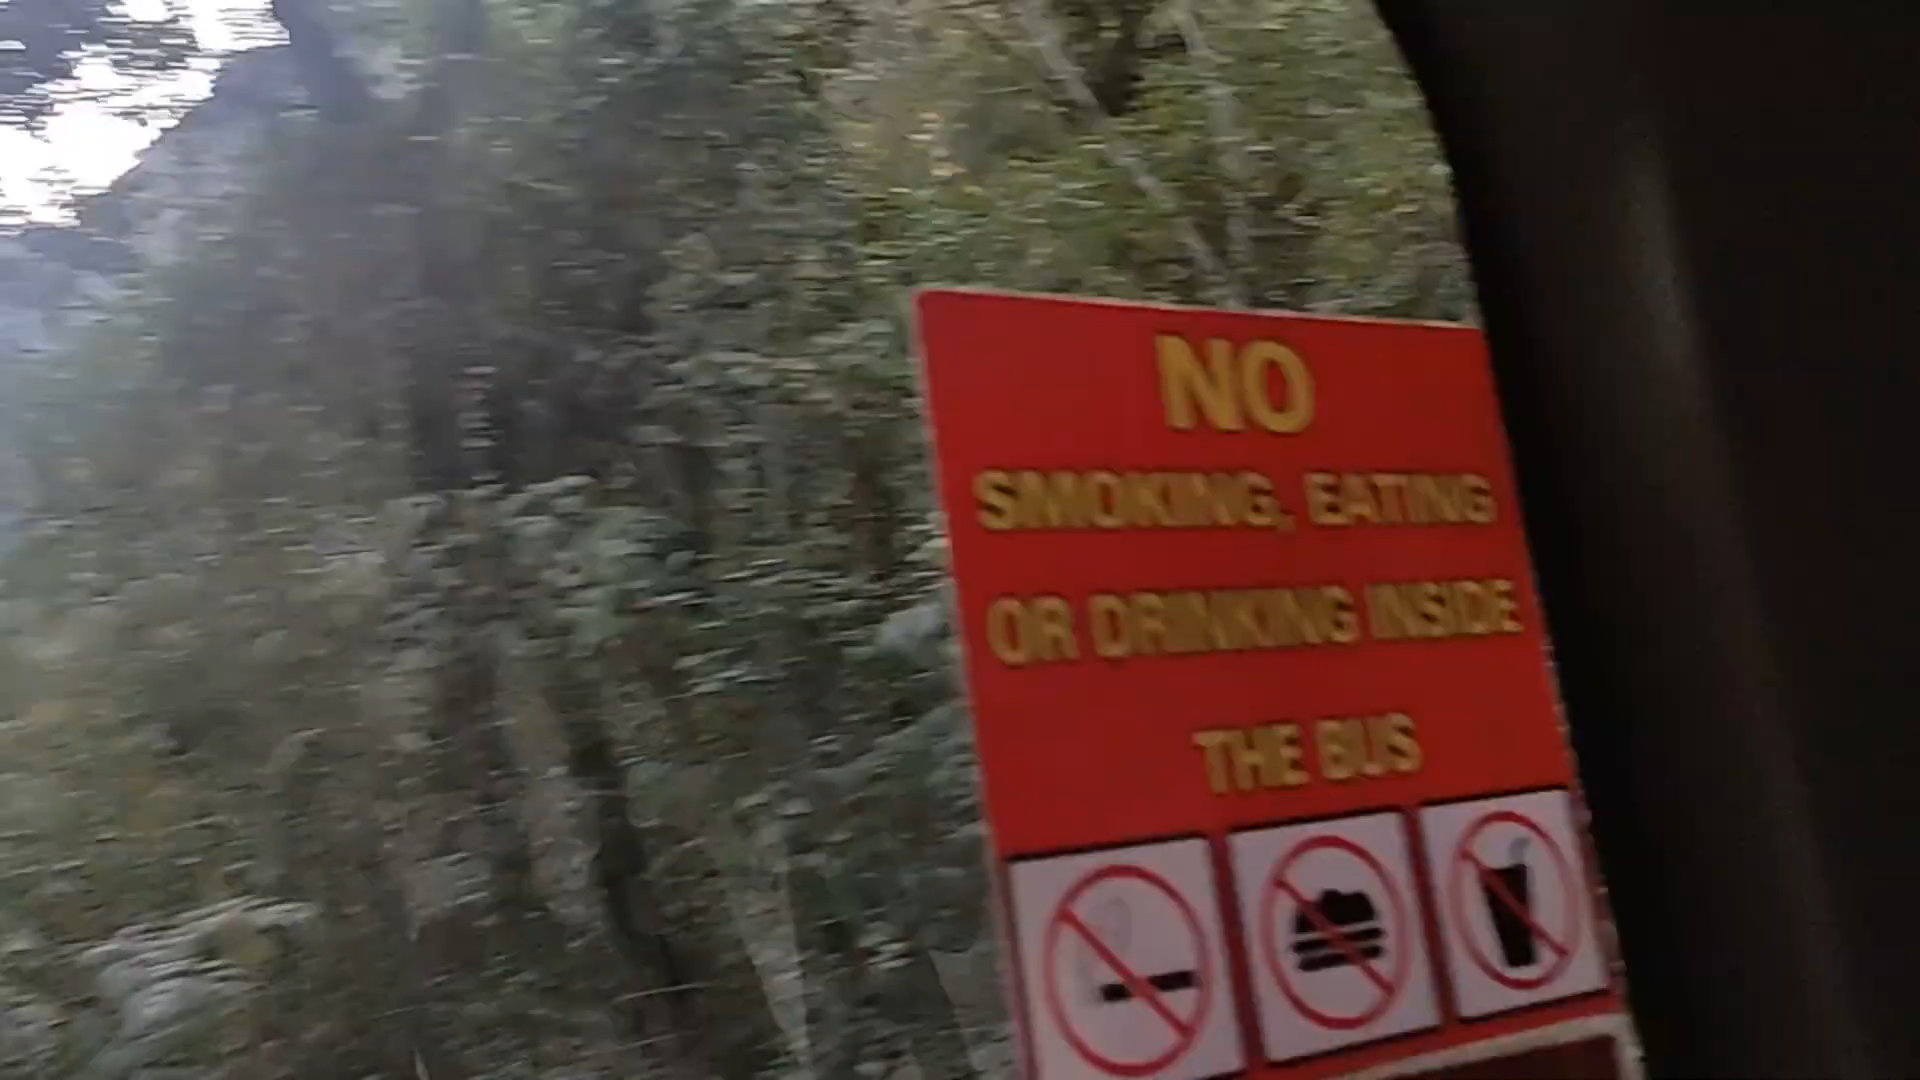 NO
SMOKING, EATING
OR DRINKING INSIDE
THE BUS